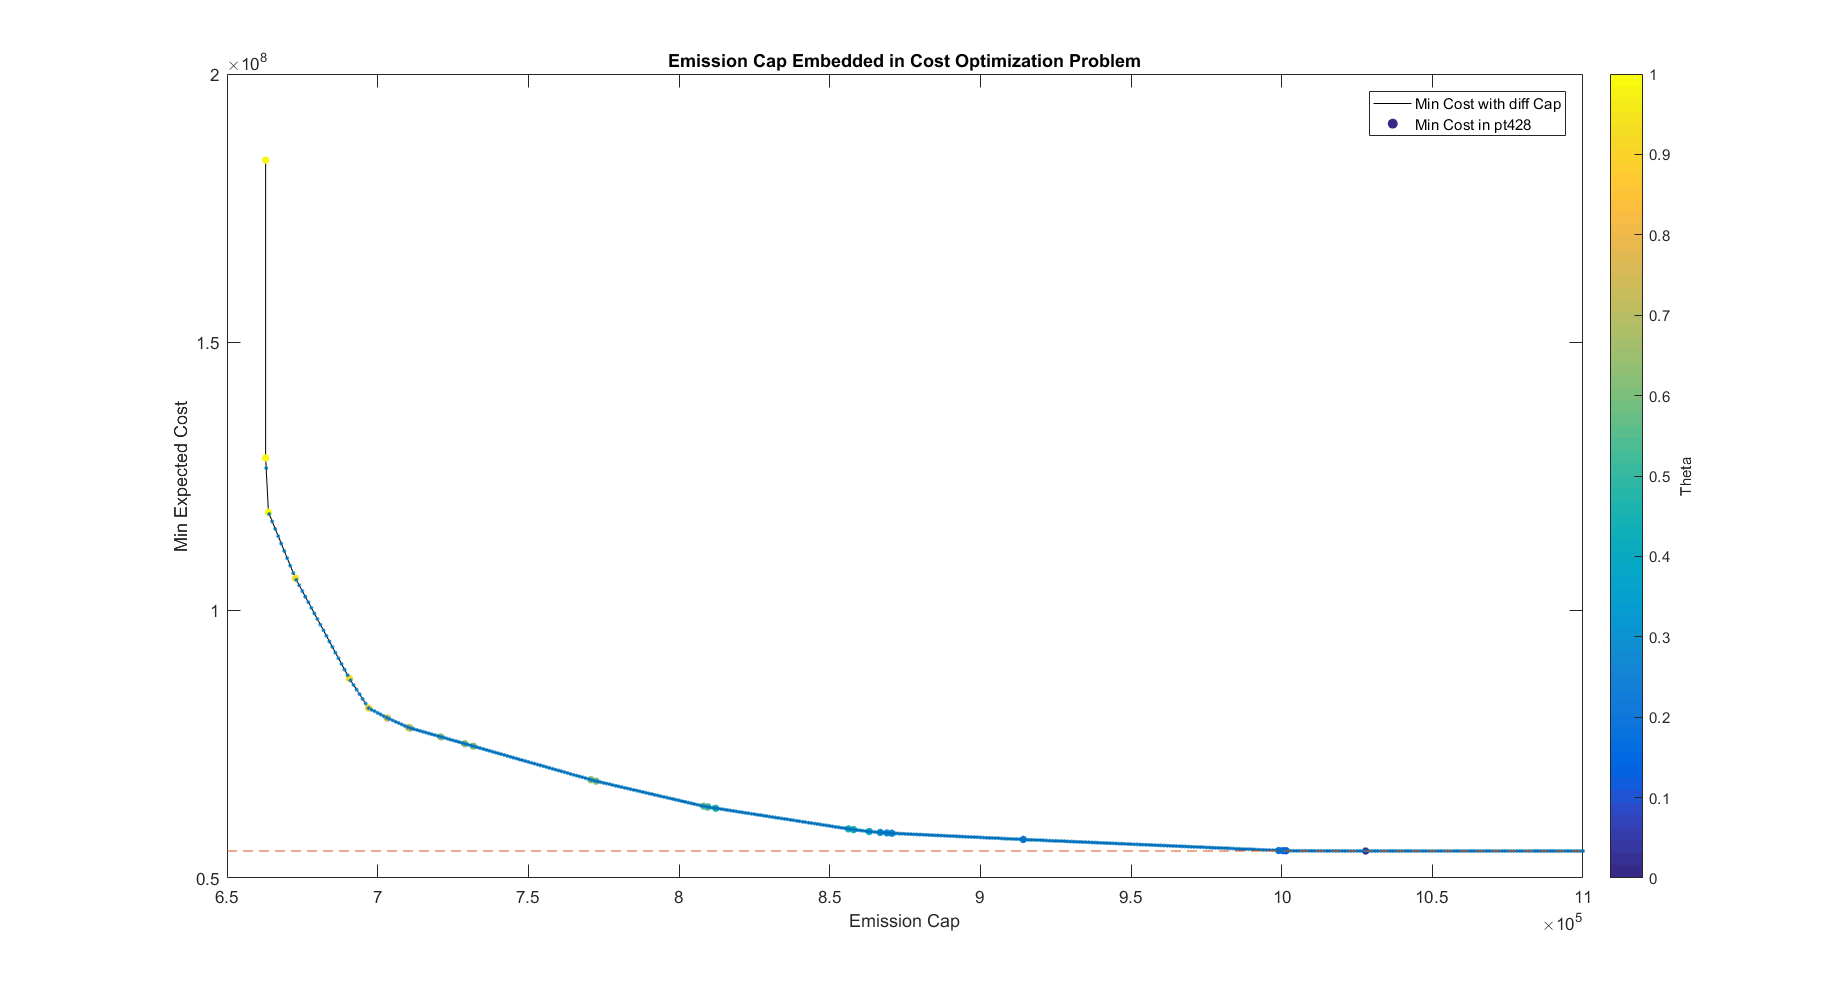 Emission Cap Embedded in Cost Optimization Problem
×10^8
2
1.5
1
0.5
Min Expected Cost
6.5 7 7.5 8 8.5 9 9.5 10 10.5 11
×10^5
Emission Cap
Min Cost with diff Cap
Min Cost in pt428
1
0.9
0.8
0.7
0.6
0.5
0.4
0.3
0.2
0.1
0
Theta